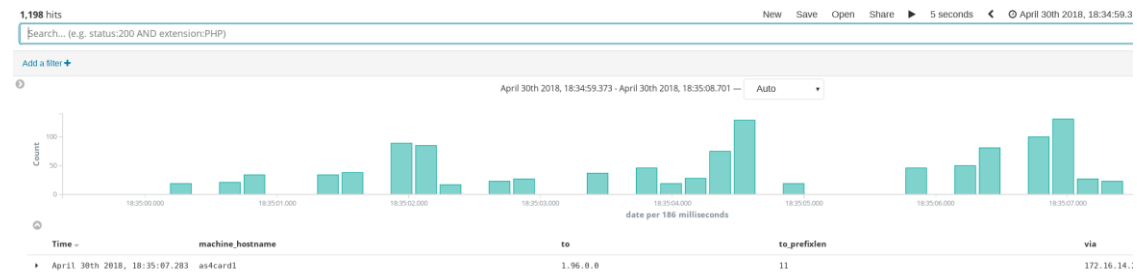 1,198 hits New Save Open Share 5 seconds April 30th 2018, 18:34:59.3
Search... (e.g. status:200 AND extension:PHP)
Add a filter +
April 30th 2018, 18:34:59.373 - April 30th 2018, 18:35:08.701 — Auto
Count
100
50
0
18:35:00.000 18:35:01.000 18:35:02.000 18:35:03.000 18:35:04.000 18:35:05.000 18:35:06.000 18:35:07.000
date per 186 milliseconds
Time machine_hostname to to_prefixlen via
April 30th 2018, 18:35:07.283 as4card1 1.96.0.0 11 172.16.14.